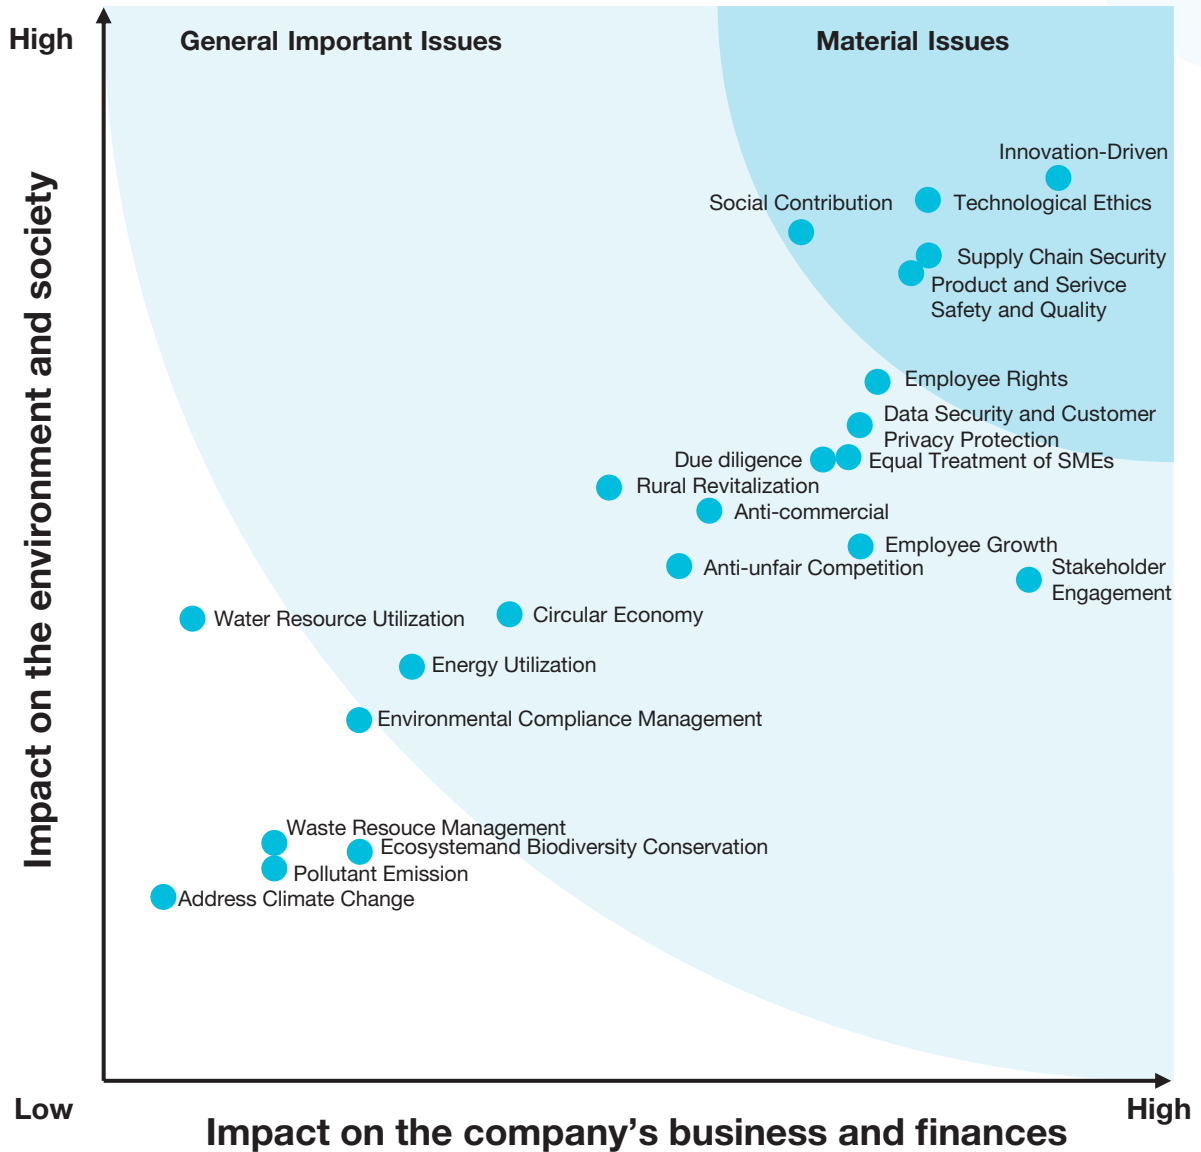 High
General Important Issues
Material Issues
Innovation-Driven
Social Contribution
Technological Ethics
Supply Chain Security
Product and Serivce
Safety and Quality
Employee Rights
Data Security and Customer
Privacy Protection
Due diligence
Equal Treatment of SMEs
Rural Revitalization
Anti-commercial
Employee Growth
Anti-unfair Competition
Stakeholder
Engagement
Water Resource Utilization
Circular Economy
Energy Utilization
Environmental Compliance Management
Waste Resouce Management
Ecosystemand Biodiversity Conservation
Pollutant Emission
Address Climate Change
Impact on the environment and society
Low
High
Impact on the company’s business and finances